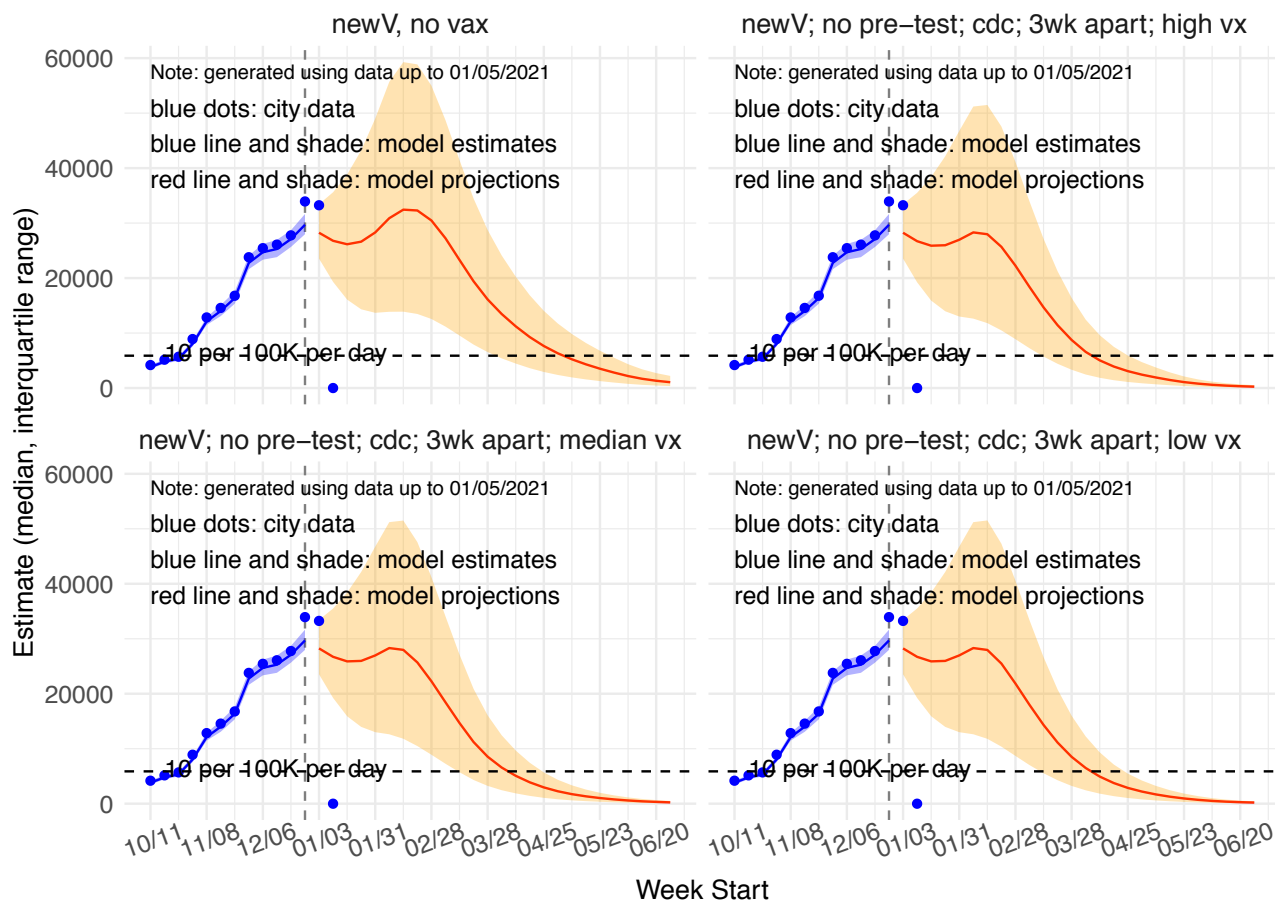 newV, no vax
newV; no pre−test; cdc; 3wk apart; high vx
60000
40000
20000
0
Note: generated using data up to 01/05/2021
blue dots: city data
blue line and shade: model estimates
red line and shade: model projections
10 per 100K per day
Note: generated using data up to 01/05/2021
blue dots: city data
blue line and shade: model estimates
red line and shade: model projections
10 per 100K per day
Estimate (median, interquartile range)
newV; no pre−test; cdc; 3wk apart; median vx
newV; no pre−test; cdc; 3wk apart; low vx
60000
40000
20000
0
Note: generated using data up to 01/05/2021
blue dots: city data
blue line and shade: model estimates
red line and shade: model projections
10 per 100K per day
Note: generated using data up to 01/05/2021
blue dots: city data
blue line and shade: model estimates
red line and shade: model projections
10 per 100K per day
10/11 11/08 12/06 01/03 01/31 02/28 03/28 04/25 05/23 06/20
10/11 11/08 12/06 01/03 01/31 02/28 03/28 04/25 05/23 06/20
Week Start